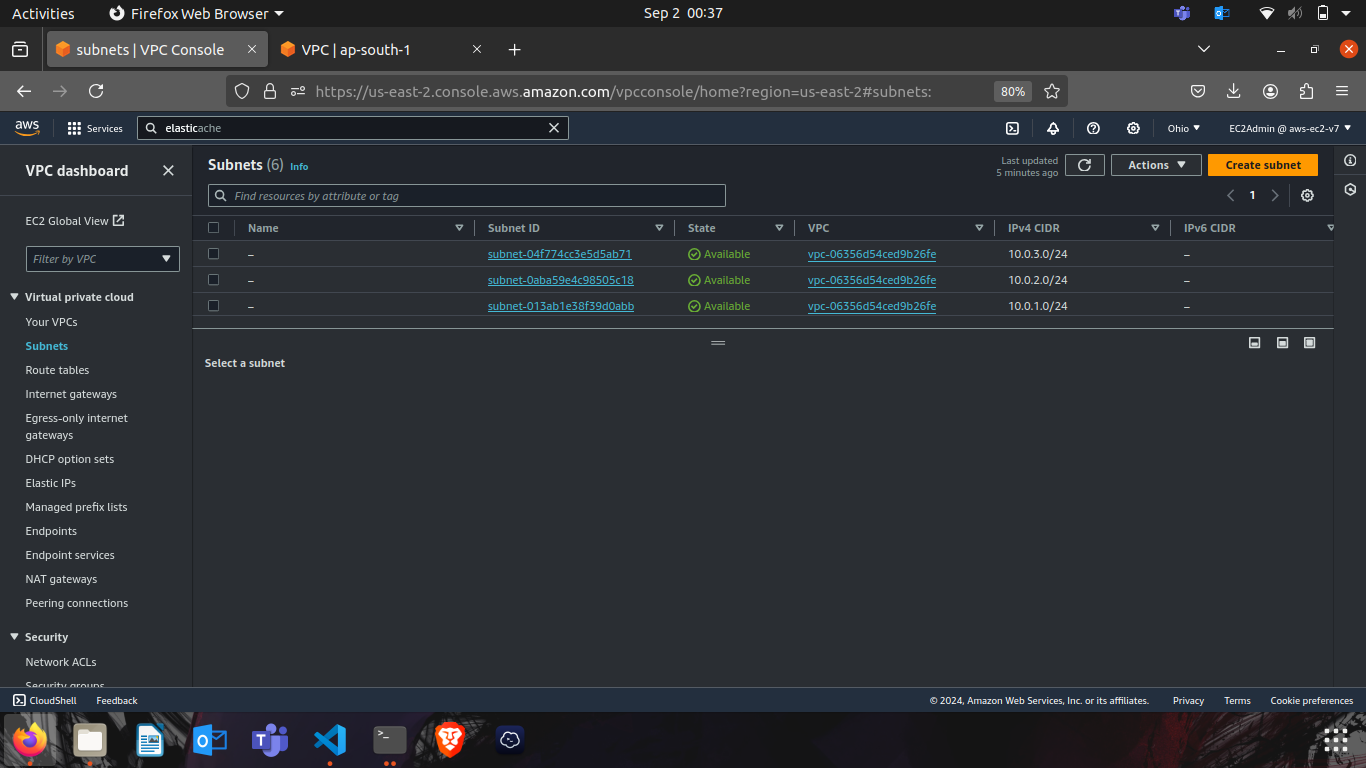 Activities Firefox Web Browser Sep 2 00:37
subnets | VPC Console VPC | ap-south-1
https://us-east-2.console.aws.amazon.com/vpcconsole/home?region=us-east-2#subnets: 80%
aws Services elasticache Ohio EC2Admin @ aws-ec2-v7
VPC dashboard
EC2 Global View
Filter by VPC
Virtual private cloud
Your VPCs
Subnets
Route tables
Internet gateways
Egress-only internet
gateways
DHCP option sets
Elastic IPs
Managed prefix lists
Endpoints
Endpoint services
NAT gateways
Peering connections
Security
Network ACLs
Security groups
Subnets (6) Info
Last updated
5 minutes ago
Actions Create subnet
Find resources by attribute or tag
1
Name Subnet ID State VPC IPv4 CIDR IPv6 CIDR
– subnet-04f774cc3e5d5ab71 Available vpc-06356d54ced9b26fe 10.0.3.0/24 –
– subnet-0aba59e4c98505c18 Available vpc-06356d54ced9b26fe 10.0.2.0/24 –
– subnet-013ab1e38f39d0abb Available vpc-06356d54ced9b26fe 10.0.1.0/24 –
Select a subnet
CloudShell Feedback © 2024, Amazon Web Services, Inc. or its affiliates. Privacy Terms Cookie preferences